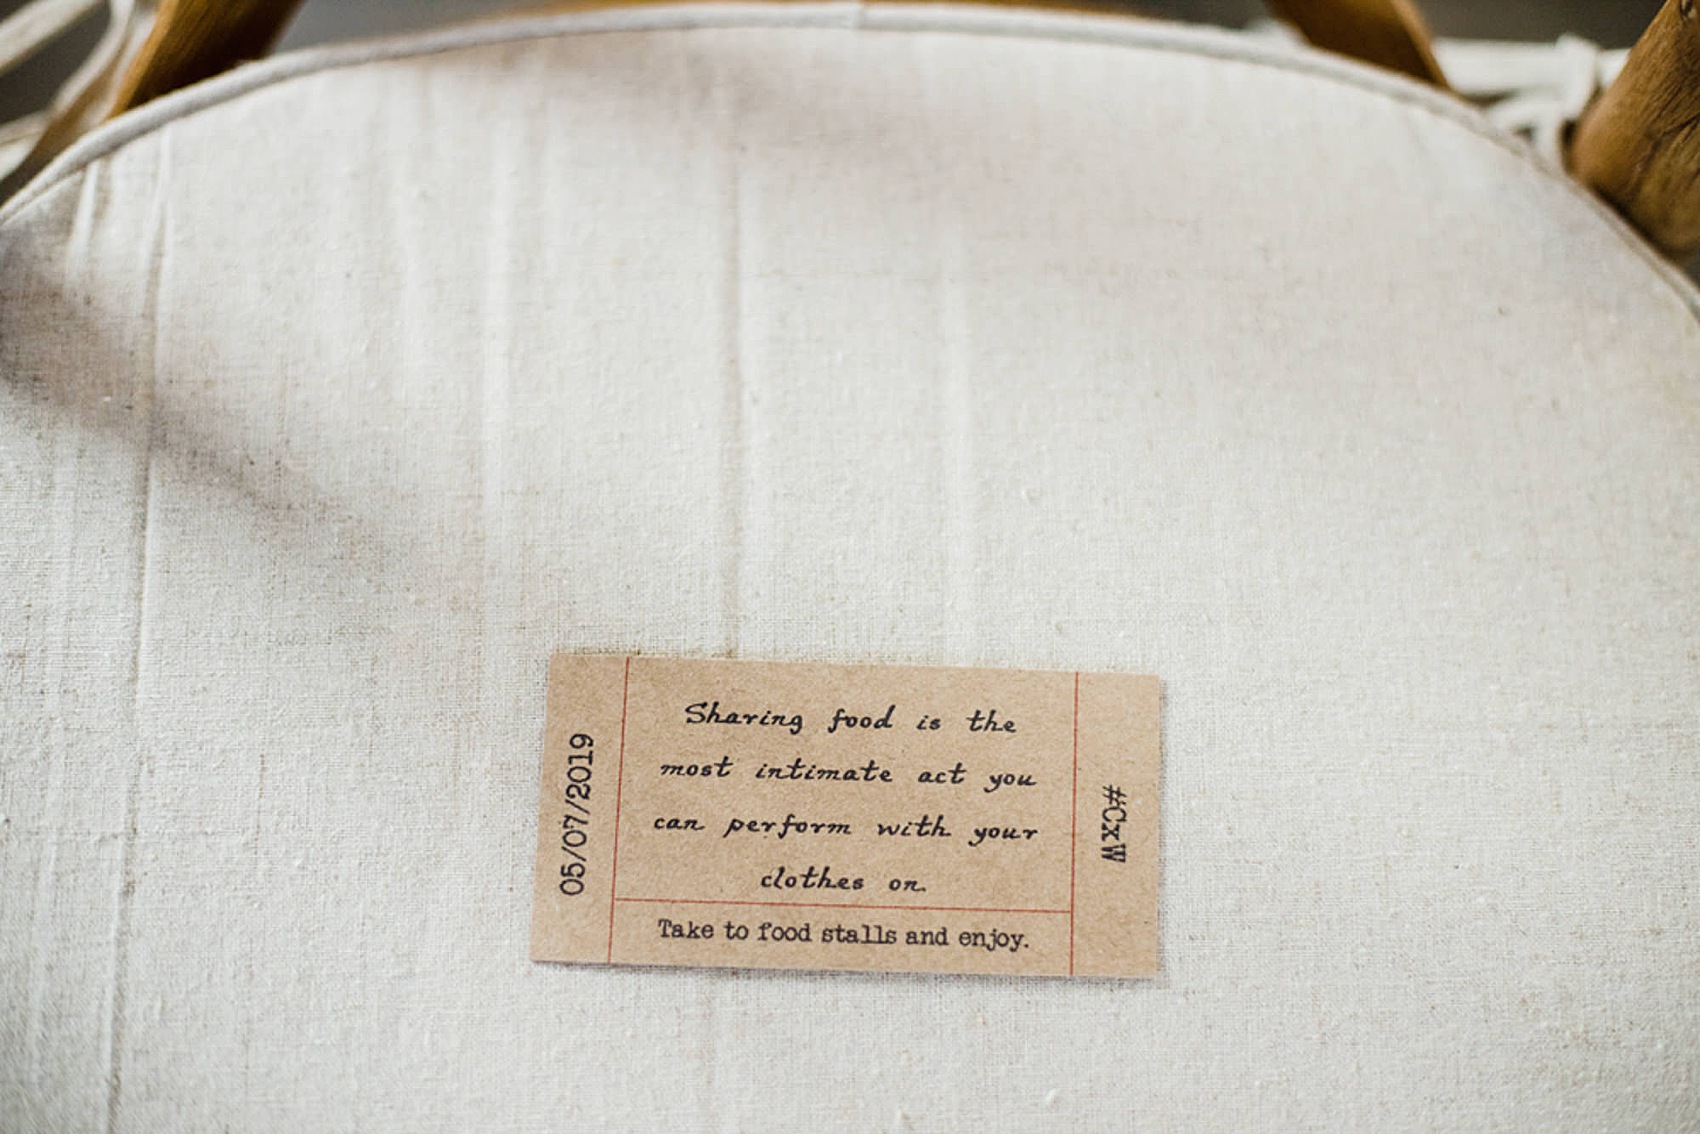 05/07/2019
Sharing food is the
most intimate act you
can perform with your
clothes on.
Take to food stalls and enjoy.
#CxW